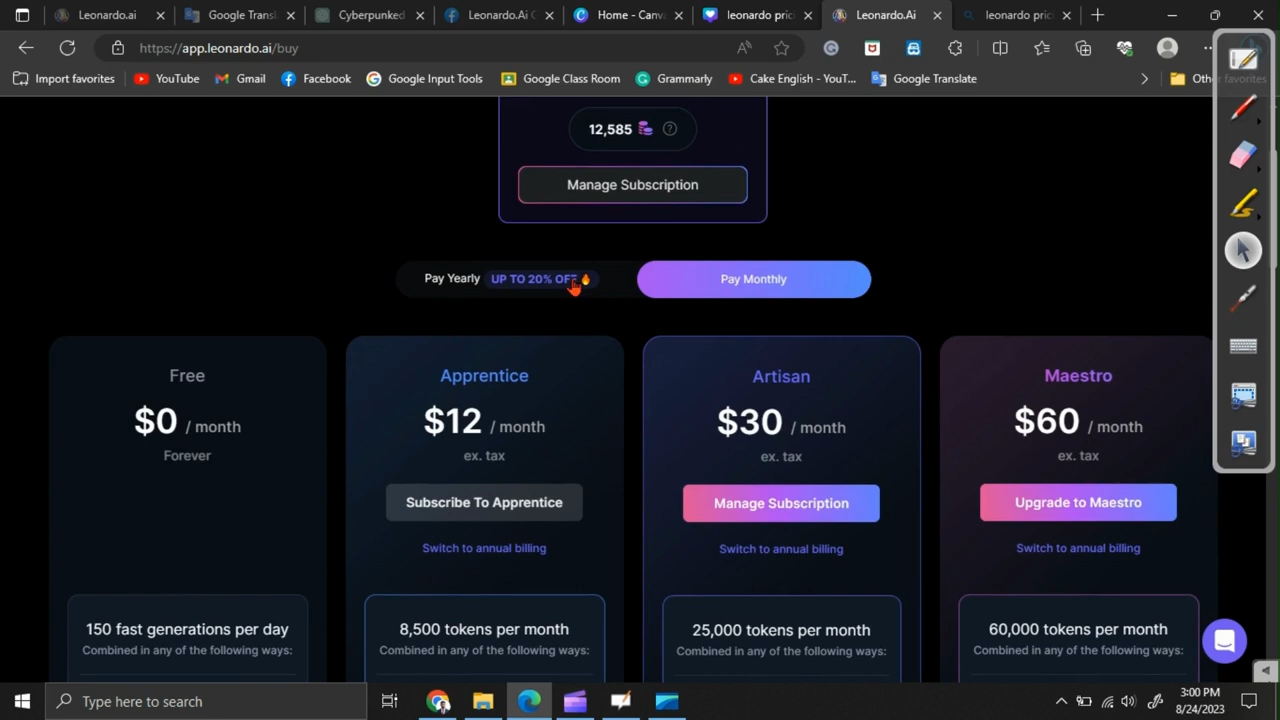 Leonardo.ai
Google Trans
Cyberpunked
Leonardo.Ai
Home - Canv
leonardo pric
Leonardo.Ai
leonardo pric
https://app.leonardo.ai/buy
Import favorites
YouTube
Gmail
Facebook
Google Input Tools
Google Class Room
Grammarly
Cake English - YouT...
Google Translate
Other favorites
12,585
Manage Subscription
Pay Yearly UP TO 20% OFF
Pay Monthly
Free
$0 / month
Forever
Apprentice
$12 / month
ex. tax
Subscribe To Apprentice
Switch to annual billing
Artisan
$30 / month
ex. tax
Manage Subscription
Switch to annual billing
Maestro
$60 / month
ex. tax
Upgrade to Maestro
Switch to annual billing
150 fast generations per day
Combined in any of the following ways:
8,500 tokens per month
Combined in any of the following ways:
25,000 tokens per month
Combined in any of the following ways:
60,000 tokens per month
Combined in any of the following ways:
Type here to search
3:00 PM
8/24/2023